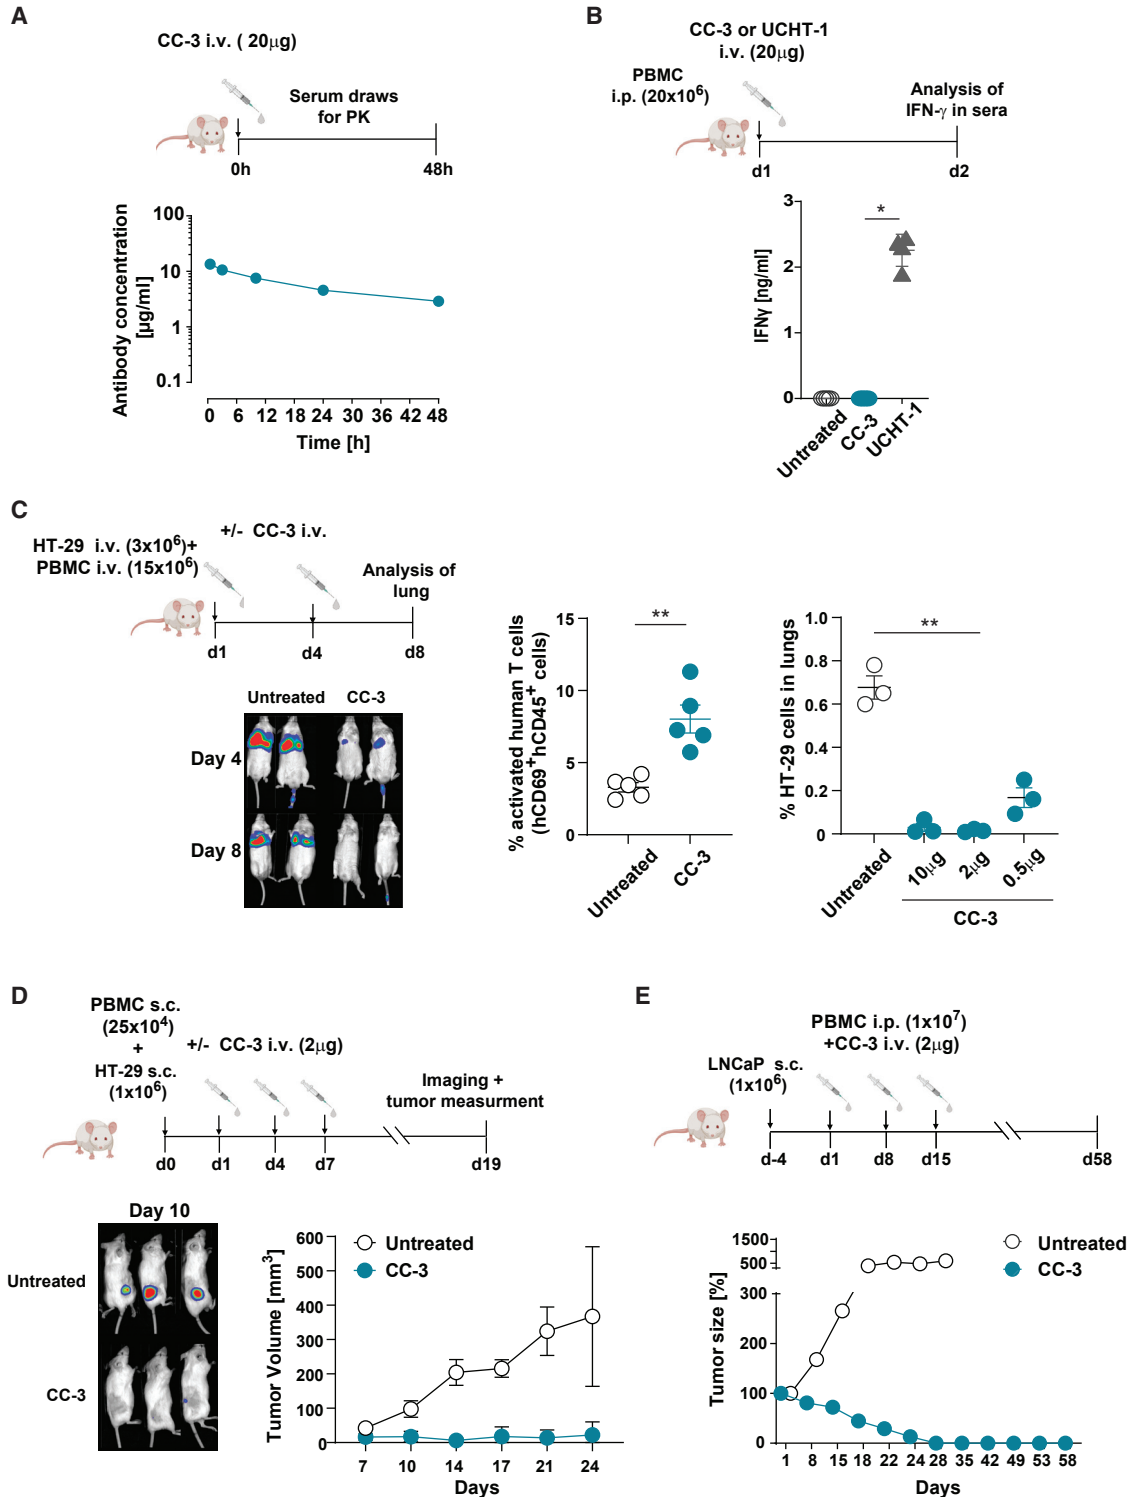 A
CC-3 i.v. ( 20μg)
Serum draws
for PK
0h
48h
Antibody concentration
[μg/ml]
100
10
1
0.1
0 6 12 18 24 30 36 42 48
Time [h]
B
CC-3 or UCHT-1
i.v. (20μg)
PBMC
i.p. (20x10⁶)
Analysis of
IFN-γ in sera
d1
d2
IFNγ [ng/ml]
3
2
1
0
*
Untreated
CC-3
UCHT-1
C
+/- CC-3 i.v.
HT-29 i.v. (3x10⁶)+
PBMC i.v. (15x10⁶)
Analysis of
lung
d1
d4
d8
Untreated CC-3
Day 4
Day 8
% activated human T cells
(hCD69⁺hCD45⁺ cells)
15
10
5
0
**
Untreated
CC-3
% HT-29 cells in lungs
1.0
0.8
0.6
0.4
0.2
0
**
Untreated
10μg
2μg
0.5μg
CC-3
D
PBMC s.c.
(25x10⁴)
+
HT-29 s.c.
(1x10⁶)
+/- CC-3 i.v. (2μg)
Imaging +
tumor measurment
d0
d1
d4
d7
d19
Day 10
Untreated
CC-3
Tumor Volume [mm³]
600
400
300
200
100
0
Untreated
CC-3
7 10 14 17 21 24
Days
E
PBMC i.p. (1x10⁷)
+CC-3 i.v. (2μg)
LNCaP s.c.
(1x10⁶)
d-4
d1
d8
d15
d58
Tumor size [%]
1500
500
300
100
0
Untreated
CC-3
1 8 15 18 22 24 28 35 42 49 53 58
Days